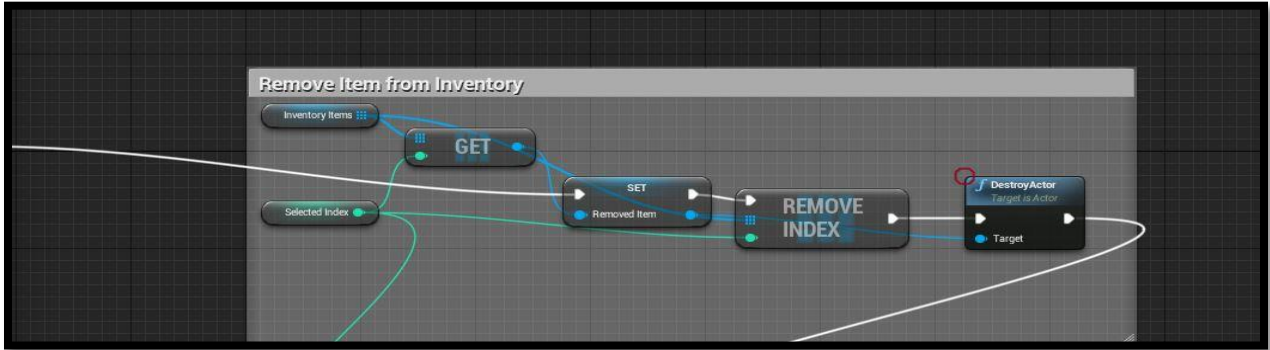 Remove Item from Inventory
Inventory Items
GET
Selected Index
SET
Removed Item
REMOVE
INDEX
f DestroyActor
Target is Actor
Target